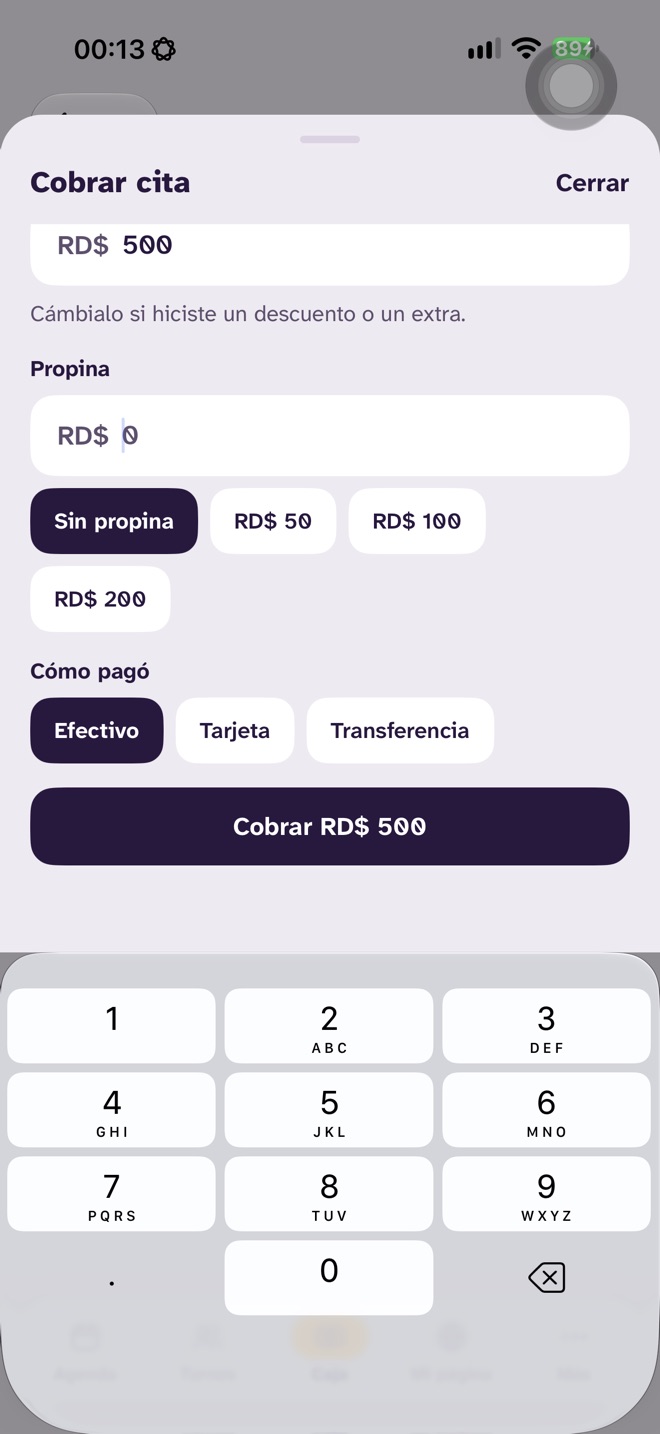 00:13
89
Cobrar cita
Cerrar
RD$ 500
Cámbialo si hiciste un descuento o un extra.
Propina
RD$ 0
Sin propina
RD$ 50
RD$ 100
RD$ 200
Cómo pagó
Efectivo
Tarjeta
Transferencia
Cobrar RD$ 500
1
2
ABC
3
DEF
4
GHI
5
JKL
6
MNO
7
PQRS
8
TUV
9
WXYZ
.
0